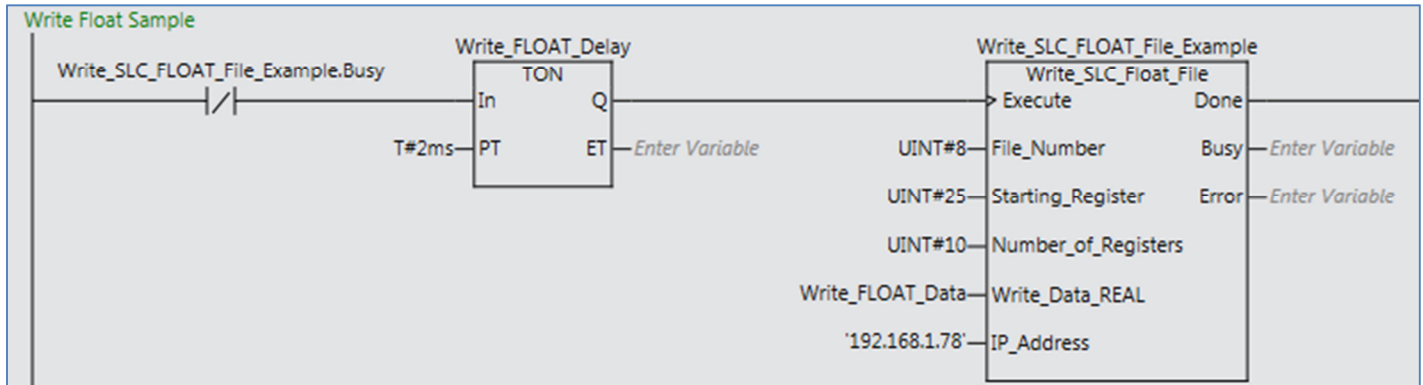 Write Float Sample
Write_FLOAT_Delay Write_SLC_FLOAT_File_Example
Write_SLC_FLOAT_File_Example.Busy TON Write_SLC_Float_File
In Q Execute Done
T#2ms PT ET Enter Variable UINT#8 File_Number Busy Enter Variable
UINT#25 Starting_Register Error Enter Variable
UINT#10 Number_of_Registers
Write_FLOAT_Data Write_Data_REAL
'192.168.1.78' IP_Address